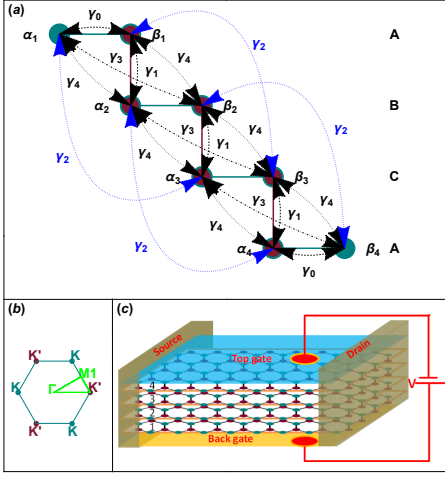 (a)
γ0
α1 β1 A
γ2
γ3 γ4
γ1
γ4
α2 β2 B
γ3 γ4 γ2
γ4 γ1
γ2
α3 β3 C
γ3 γ4
γ1
γ2 γ4
α4 β4 A
γ0
(b)
K' K
M1
Γ
K K'
K' K
(c)
Source
Drain
Top gate
4
3
2
1
V
Back gate